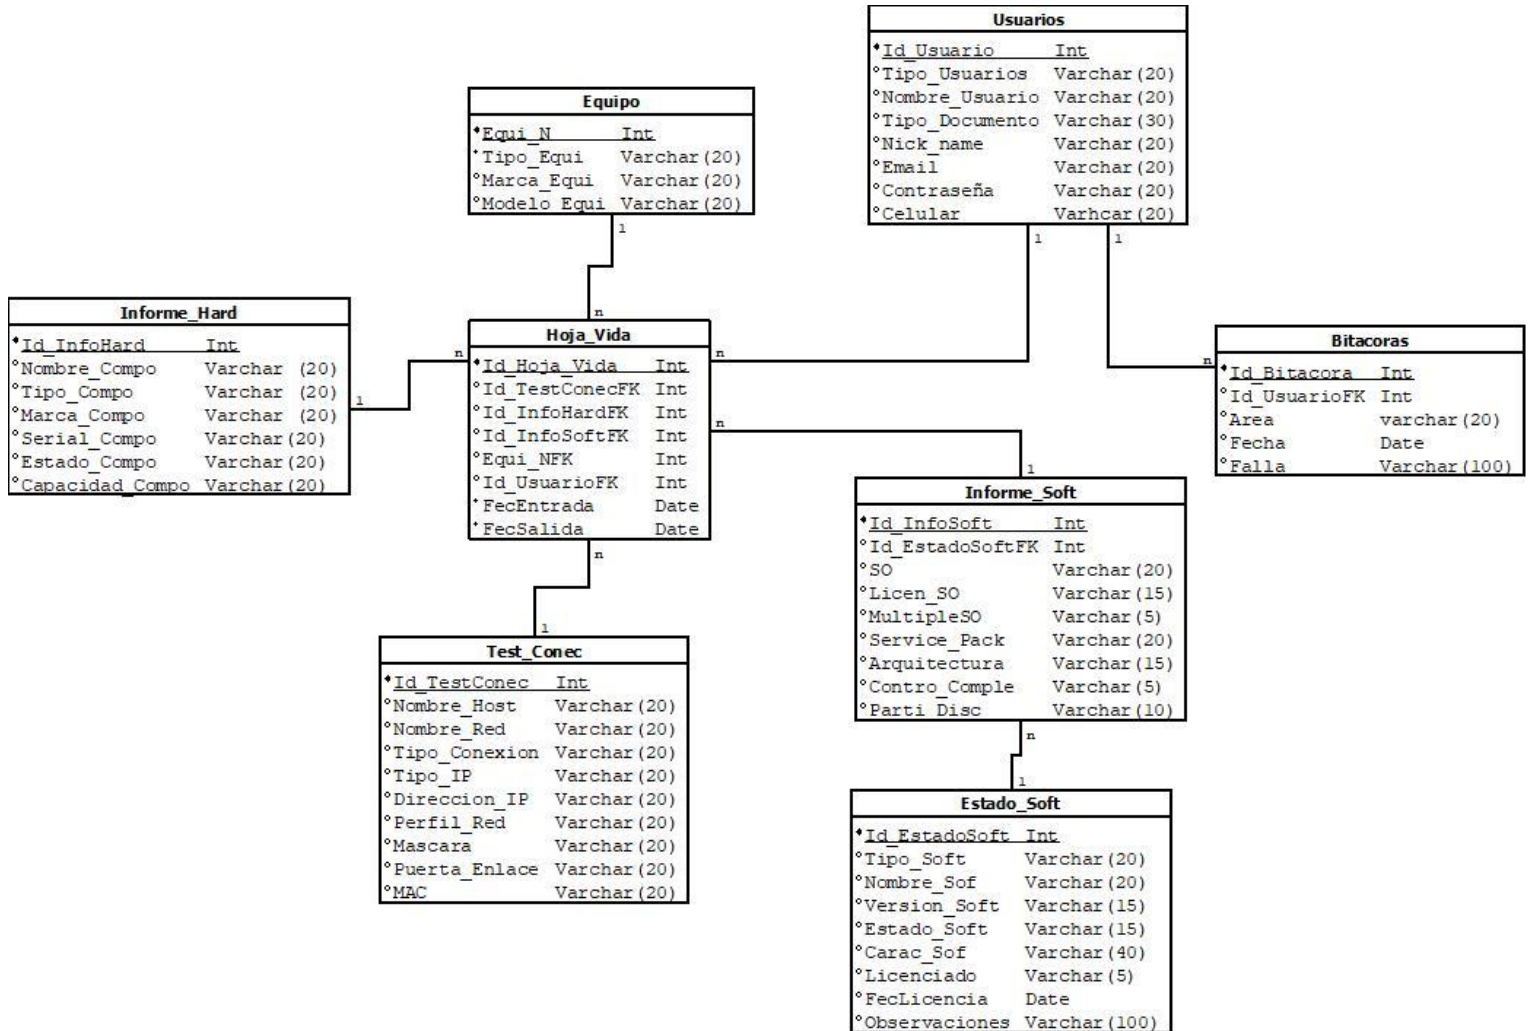 Usuarios
Id_Usuario Int
Tipo_Usuarios Varchar(20)
Nombre_Usuario Varchar(20)
Tipo_Documento Varchar(30)
Nick_name Varchar(20)
Email Varchar(20)
Contraseña Varchar(20)
Celular Varhcar(20)
1 1
Equipo
Equi_N Int
Tipo_Equi Varchar(20)
Marca_Equi Varchar(20)
Modelo_Equi Varchar(20)
1
n
Informe_Hard
Id_InfoHard Int
Nombre_Compo Varchar (20)
Tipo_Compo Varchar (20)
Marca_Compo Varchar (20)
Serial_Compo Varchar(20)
Estado_Compo Varchar(20)
Capacidad_Compo Varchar(20)
1
n
Hoja_Vida
Id_Hoja_Vida Int
Id_TestConecFK Int
Id_InfoHardFK Int
Id_InfoSoftFK Int
Equi_NFK Int
Id_UsuarioFK Int
FecEntrada Date
FecSalida Date
n
n
n
Bitacoras
n
Id_Bitacora Int
Id_UsuarioFK Int
Area varchar(20)
Fecha Date
Falla Varchar(100)
1
Informe_Soft
Id_InfoSoft Int
Id_EstadoSoftFK Int
SO Varchar(20)
Licen_SO Varchar(15)
MultipleSO Varchar(5)
Service_Pack Varchar(20)
Arquitectura Varchar(15)
Contro_Comple Varchar(5)
Parti_Disc Varchar(10)
n
1
1
Test_Conec
Id_TestConec Int
Nombre_Host Varchar(20)
Nombre_Red Varchar(20)
Tipo_Conexion Varchar(20)
Tipo_IP Varchar(20)
Direccion_IP Varchar(20)
Perfil_Red Varchar(20)
Mascara Varchar(20)
Puerta_Enlace Varchar(20)
MAC Varchar(20)
Estado_Soft
Id_EstadoSoft Int
Tipo_Soft Varchar(20)
Nombre_Sof Varchar(20)
Version_Soft Varchar(15)
Estado_Soft Varchar(15)
Carac_Sof Varchar(40)
Licenciado Varchar(5)
FecLicencia Date
Observaciones Varchar(100)